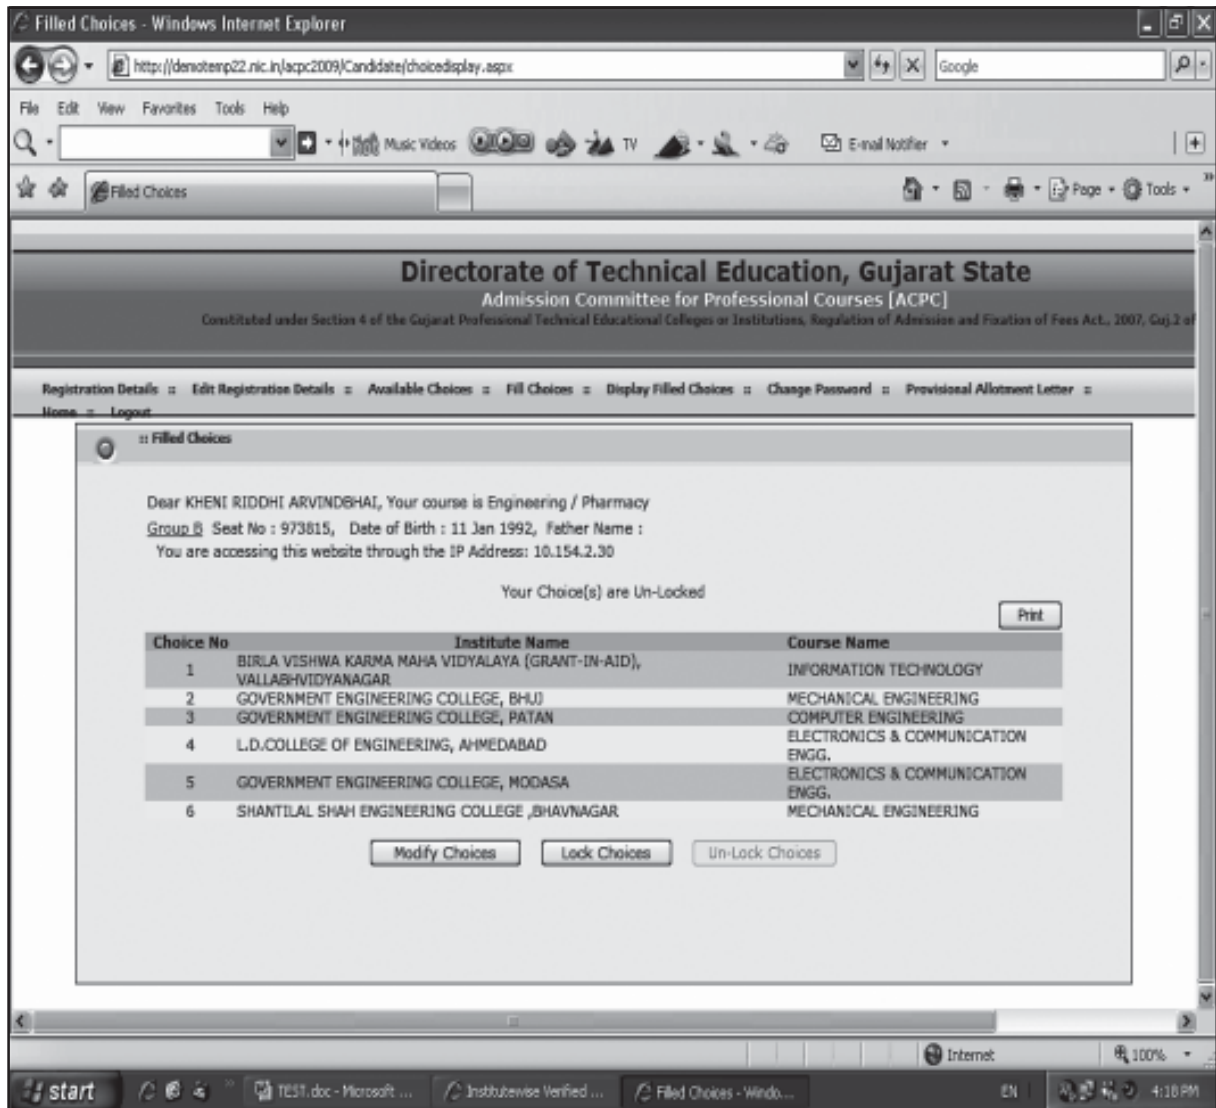 Filled Choices - Windows Internet Explorer
http://demotemp22.nic.in/acpc2009/Candidate/choicedisplay.aspx
Google
File Edit View Favorites Tools Help
Music Videos TV E-mail Notifier
Filled Choices Page Tools
Directorate of Technical Education, Gujarat State
Admission Committee for Professional Courses [ACPC]
Constituted under Section 4 of the Gujarat Professional Technical Educational Colleges or Institutions, Regulation of Admission and Fixation of Fees Act., 2007, Guj.2 of
Registration Details :: Edit Registration Details :: Available Choices :: Fill Choices :: Display Filled Choices :: Change Password :: Provisional Allotment Letter ::
Home :: Logout
:: Filled Choices
Dear KHENI RIDDHI ARVINDBHAI, Your course is Engineering / Pharmacy
Group B Seat No : 973815, Date of Birth : 11 Jan 1992, Father Name :
You are accessing this website through the IP Address: 10.154.2.30
Your Choice(s) are Un-Locked
Print
Choice No Institute Name Course Name
1 BIRLA VISHWA KARMA MAHA VIDYALAYA (GRANT-IN-AID), VALLABHVIDYANAGAR INFORMATION TECHNOLOGY
2 GOVERNMENT ENGINEERING COLLEGE, BHUJ MECHANICAL ENGINEERING
3 GOVERNMENT ENGINEERING COLLEGE, PATAN COMPUTER ENGINEERING
4 L.D.COLLEGE OF ENGINEERING, AHMEDABAD ELECTRONICS & COMMUNICATION ENGG.
5 GOVERNMENT ENGINEERING COLLEGE, MODASA ELECTRONICS & COMMUNICATION ENGG.
6 SHANTILAL SHAH ENGINEERING COLLEGE ,BHAVNAGAR MECHANICAL ENGINEERING
Modify Choices Lock Choices Un-Lock Choices
Internet 100%
start TEST.doc - Microsoft ... Institutewise Verified ... Filled Choices - Windo... EN 4:18 PM